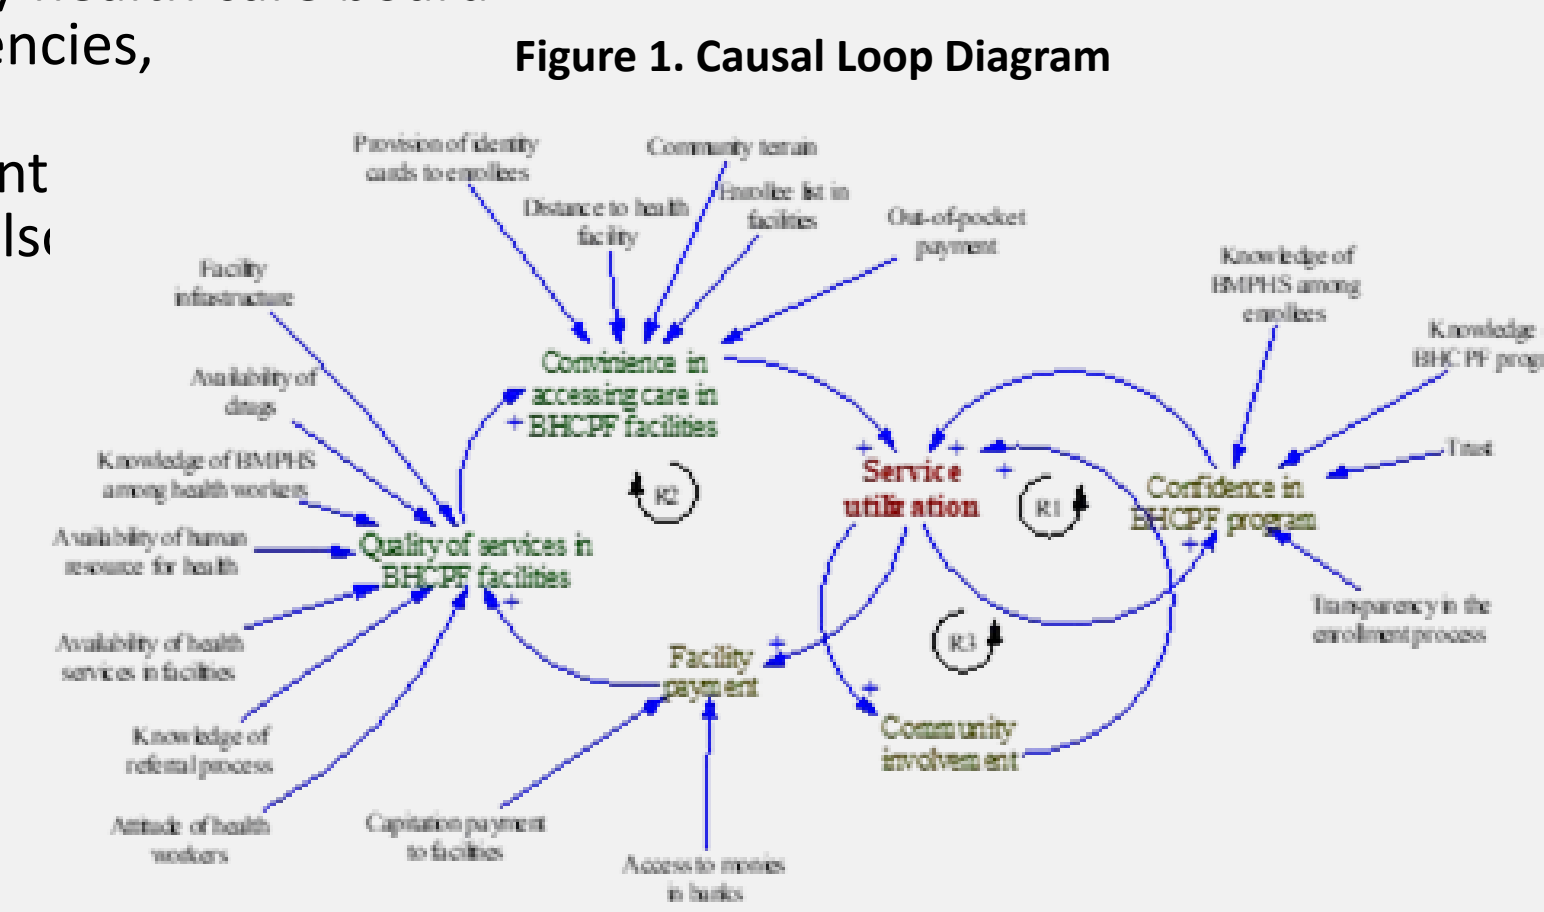 encies,
nt
Figure 1. Causal Loop Diagram
Provision of identity
cards to enrollees
Community terrain
Distance to health
facility
Enrollee list in
facilities
Out-of-pocket
payment
Facility
infrastructure
Knowledge of
BMPHS among
enrollees
Knowledge
BHCPF prog
Availability of
drugs
Convinience in
accessing care in
BHCPF facilities
+
Knowledge of BMPHS
among health workers
R2
+
+
+
Service
utilization
R1
Trust
Confidence in
BHCPF program
+
Availability of human
resource for health
Quality of services in
BHCPF facilities
+
Availability of health
services in facilities
R3
Transparency in the
enrollment process
+
Facility
payment
+
Community
involvement
Knowledge of
referral process
Attitude of health
workers
Capitation payment
to facilities
Access to monies
in banks